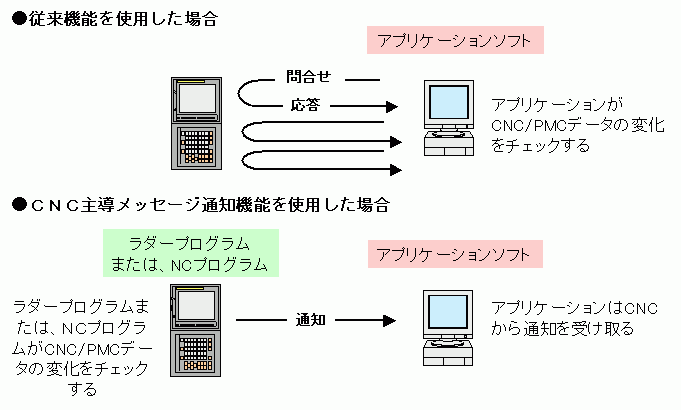 ●従来機能を使用した場合
アプリケーションソフト
問合せ
応答
アプリケーションが
CNC/PMCデータの変化
をチェックする
●ＣＮＣ主導メッセージ通知機能を使用した場合
ラダープログラム
または、NCプログラム
アプリケーションソフト
ラダープログラムま
たは、NCプログラ
ムがCNC/PMCデー
タの変化をチェック
する
通知
アプリケーションはCNC
から通知を受け取る